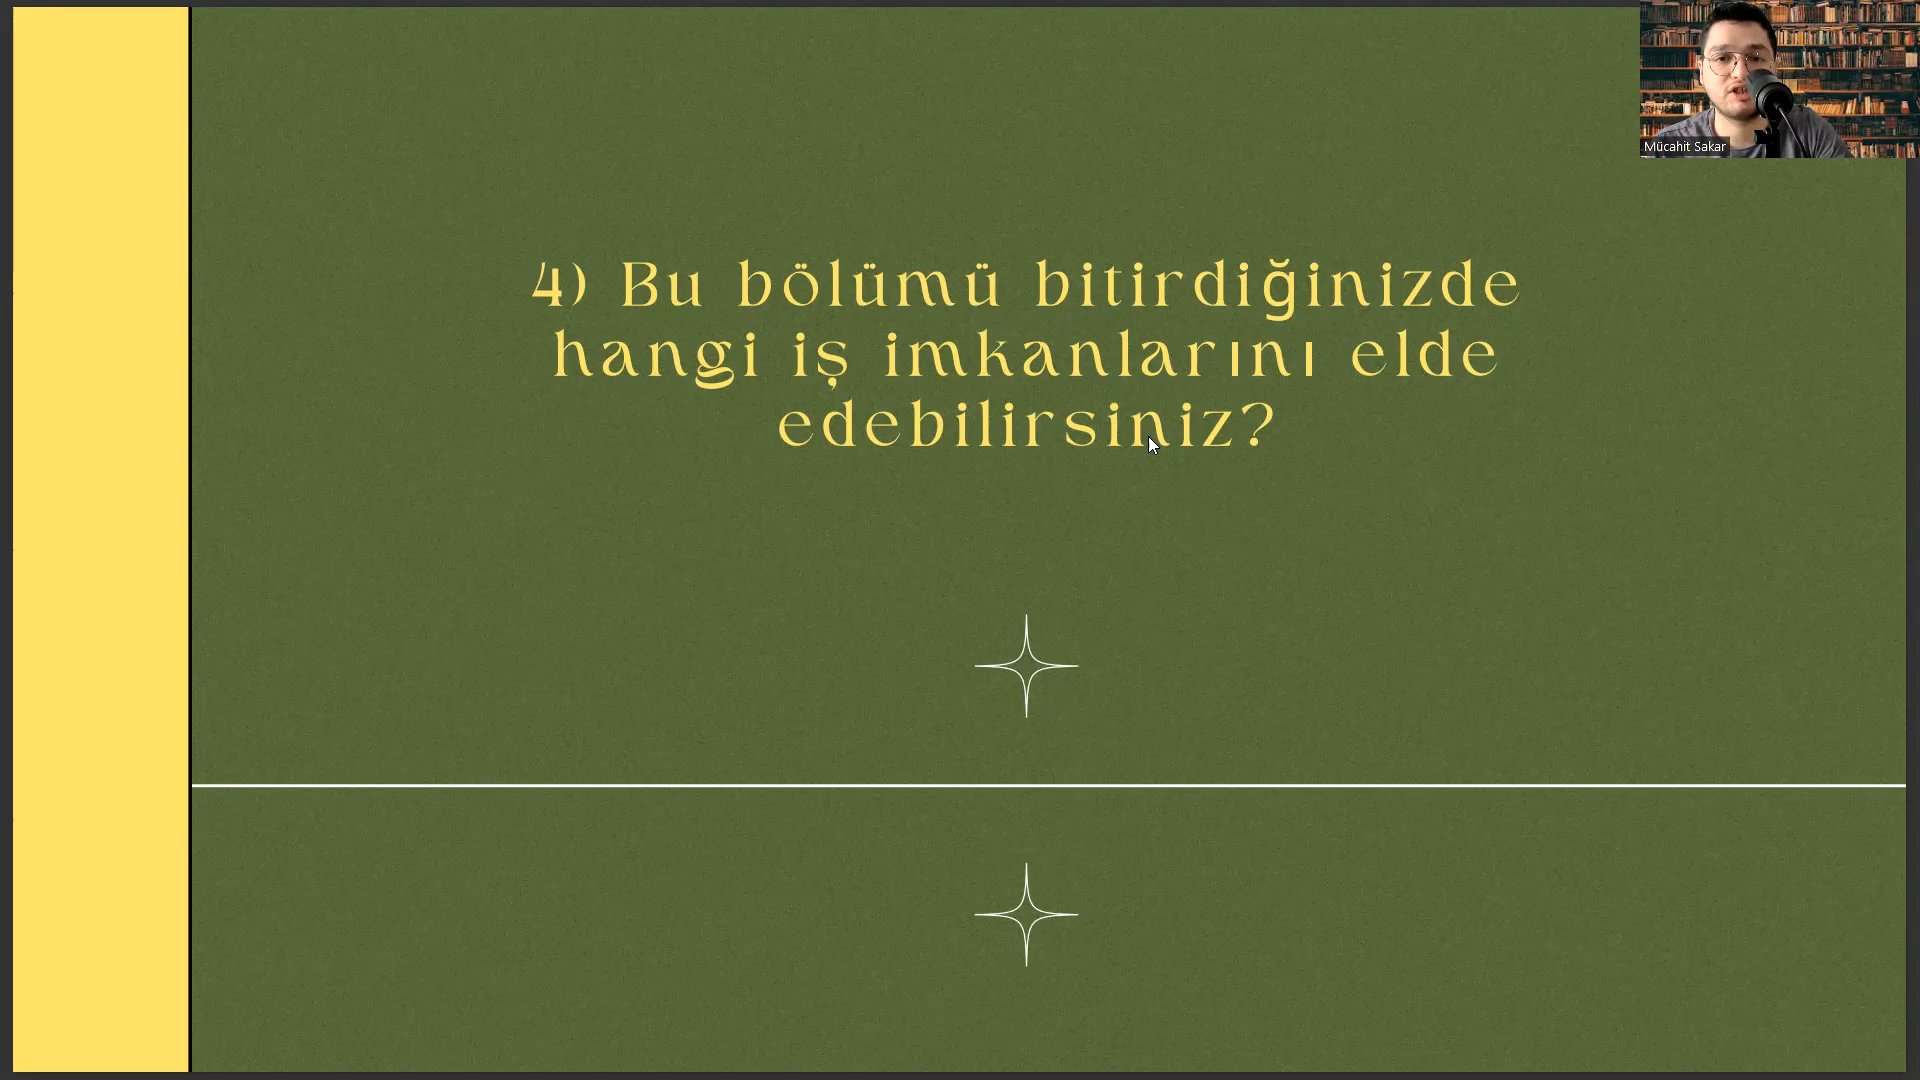 4) Bu bölümü bitirdiğinizde
hangi iş imkanlarını elde
edebilirsiniz?
Mücahit Sakar